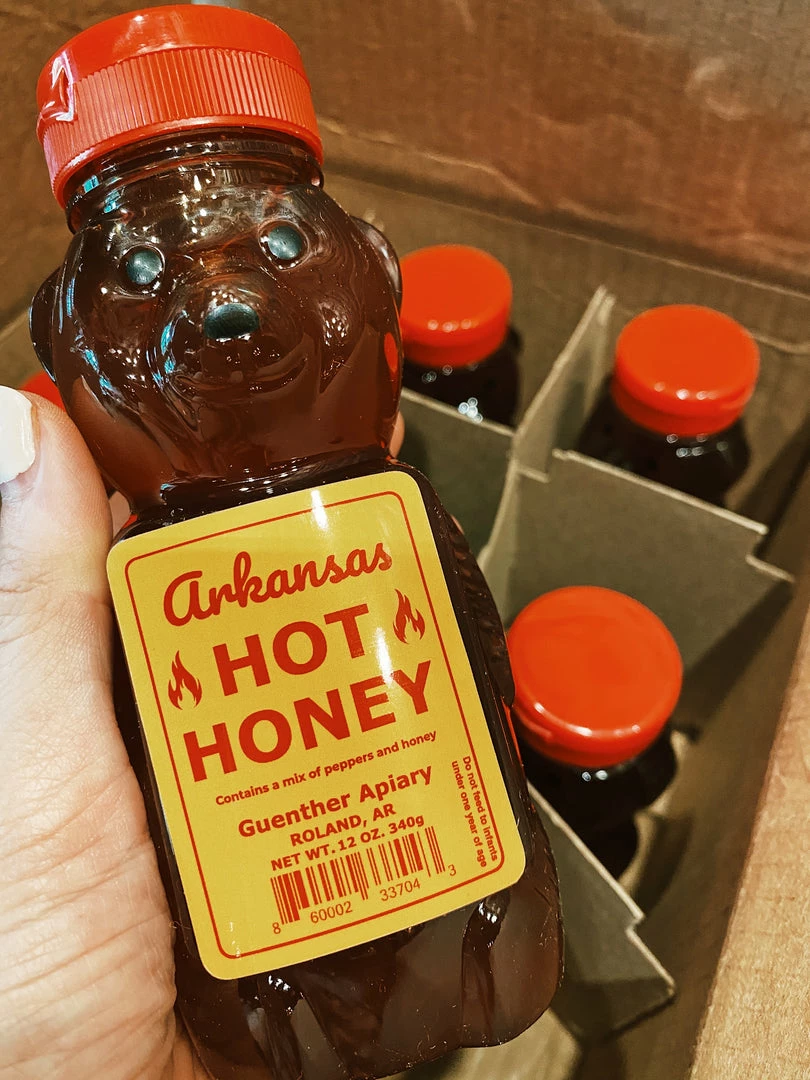 Arkansas
HOT
HONEY
Contains a mix of peppers and honey
Guenther Apiary
ROLAND, AR
NET WT. 12 OZ. 340g
8 60002 33704 3
Do not feed to infants
under one year of age